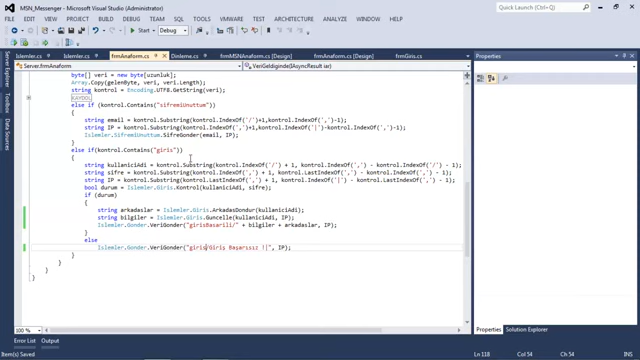 MSNi_Messenger - Microsoft Visual Studio
FILE EDIT VIEW PROJECT BUILD DEBUG TEAM SQL TOOLS TEST ARCHITECTURE ANALYZE WINDOW HELP
Islemler.cs Islemler.cs frmAnaform.cs Dinleme.cs frmMSNAnaform.cs [Design] frmAnaform.cs [Design] frmGiris.cs
Server.frmAnaform VeriGeldiginde(IAsyncResult iar)
byte[] veri = new byte[uzunluk];
Array.Copy(gelenByte, veri, veri.Length);
string kontrol = Encoding.UTF8.GetString(veri);
KAYDOL
else if (kontrol.Contains("sifremiUnuttum"))
{
string email = kontrol.Substring(kontrol.IndexOf('/')+1,kontrol.IndexOf(',')-kontrol.IndexOf('/')-1);
string IP = kontrol.Substring(kontrol.IndexOf(',')+1,kontrol.IndexOf('|')-kontrol.IndexOf(',')-1);
Islemler.SifremiUnuttum.SifreGonder(email, IP);
}
else if(kontrol.Contains("giris"))
{
string kullaniciAdi = kontrol.Substring(kontrol.IndexOf('/') + 1, kontrol.IndexOf(',') - kontrol.IndexOf('/') - 1);
string sifre = kontrol.Substring(kontrol.IndexOf(',') + 1, kontrol.LastIndexOf(',') - kontrol.IndexOf(',') - 1);
string IP = kontrol.Substring(kontrol.LastIndexOf(',') + 1, kontrol.IndexOf('|') - kontrol.LastIndexOf(',') - 1);
bool durum = Islemler.Giris.Kontrol(kullaniciAdi, sifre);
if (durum)
{
string arkadaslar = Islemler.Giris.ArkadasDondur(kullaniciAdi);
string bilgiler = Islemler.Giris.Guncelle(kullaniciAdi, IP);
Islemler.Gonder.VeriGonder("girisBasarili/" + bilgiler + arkadaslar, IP);
}
else
Islemler.Gonder.VeriGonder("giris/Giriş Başarısız !|", IP);
}
}
}
}
100 %
Error List Output
Item(s) Saved Ln 118 Col 54 Ch 54 INS
Properties
Properties Solution Explorer